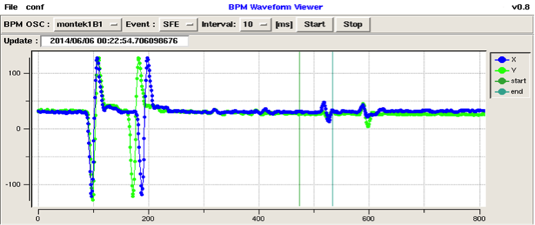 File conf BPM Waveform Viewer v0.8
BPM OSC : montek1B1 Event : SFE Interval: 10 [ms] Start Stop
Update : 2014/06/06 00:22:54.706098676
X
Y
start
end
100
0
-100
0 200 400 600 800